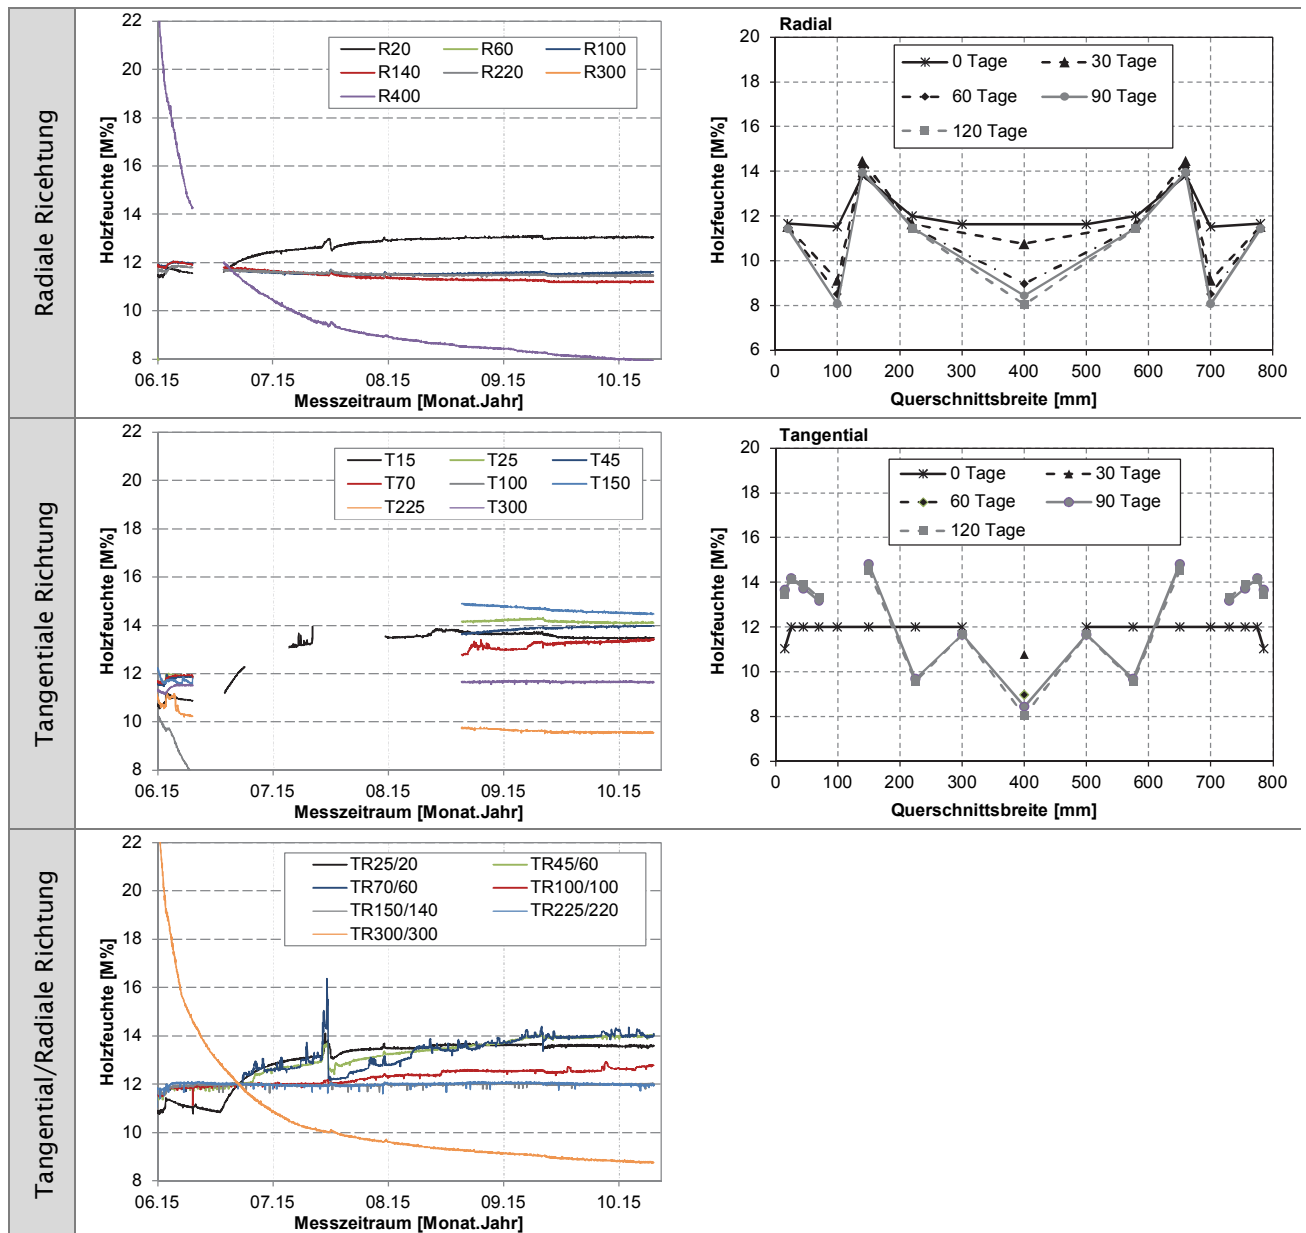 Radiale Ricehtung
Holzfeuchte [M%]
22
20
18
16
14
12
10
8
R20 R60 R100
R140 R220 R300
R400
06.15 07.15 08.15 09.15 10.15
Messzeitraum [Monat.Jahr]
Radial
Holzfeuchte [M%]
20
18
16
14
12
10
8
6
0 Tage 30 Tage
60 Tage 90 Tage
120 Tage
0 100 200 300 400 500 600 700 800
Querschnittsbreite [mm]
Tangentiale Richtung
Holzfeuchte [M%]
22
20
18
16
14
12
10
8
T15 T25 T45
T70 T100 T150
T225 T300
06.15 07.15 08.15 09.15 10.15
Messzeitraum [Monat.Jahr]
Tangential
Holzfeuchte [M%]
20
18
16
14
12
10
8
6
0 Tage 30 Tage
60 Tage 90 Tage
120 Tage
0 100 200 300 400 500 600 700 800
Querschnittsbreite [mm]
Tangential/Radiale Richtung
Holzfeuchte [M%]
22
20
18
16
14
12
10
8
TR25/20 TR45/60
TR70/60 TR100/100
TR150/140 TR225/220
TR300/300
06.15 07.15 08.15 09.15 10.15
Messzeitraum [Monat.Jahr]